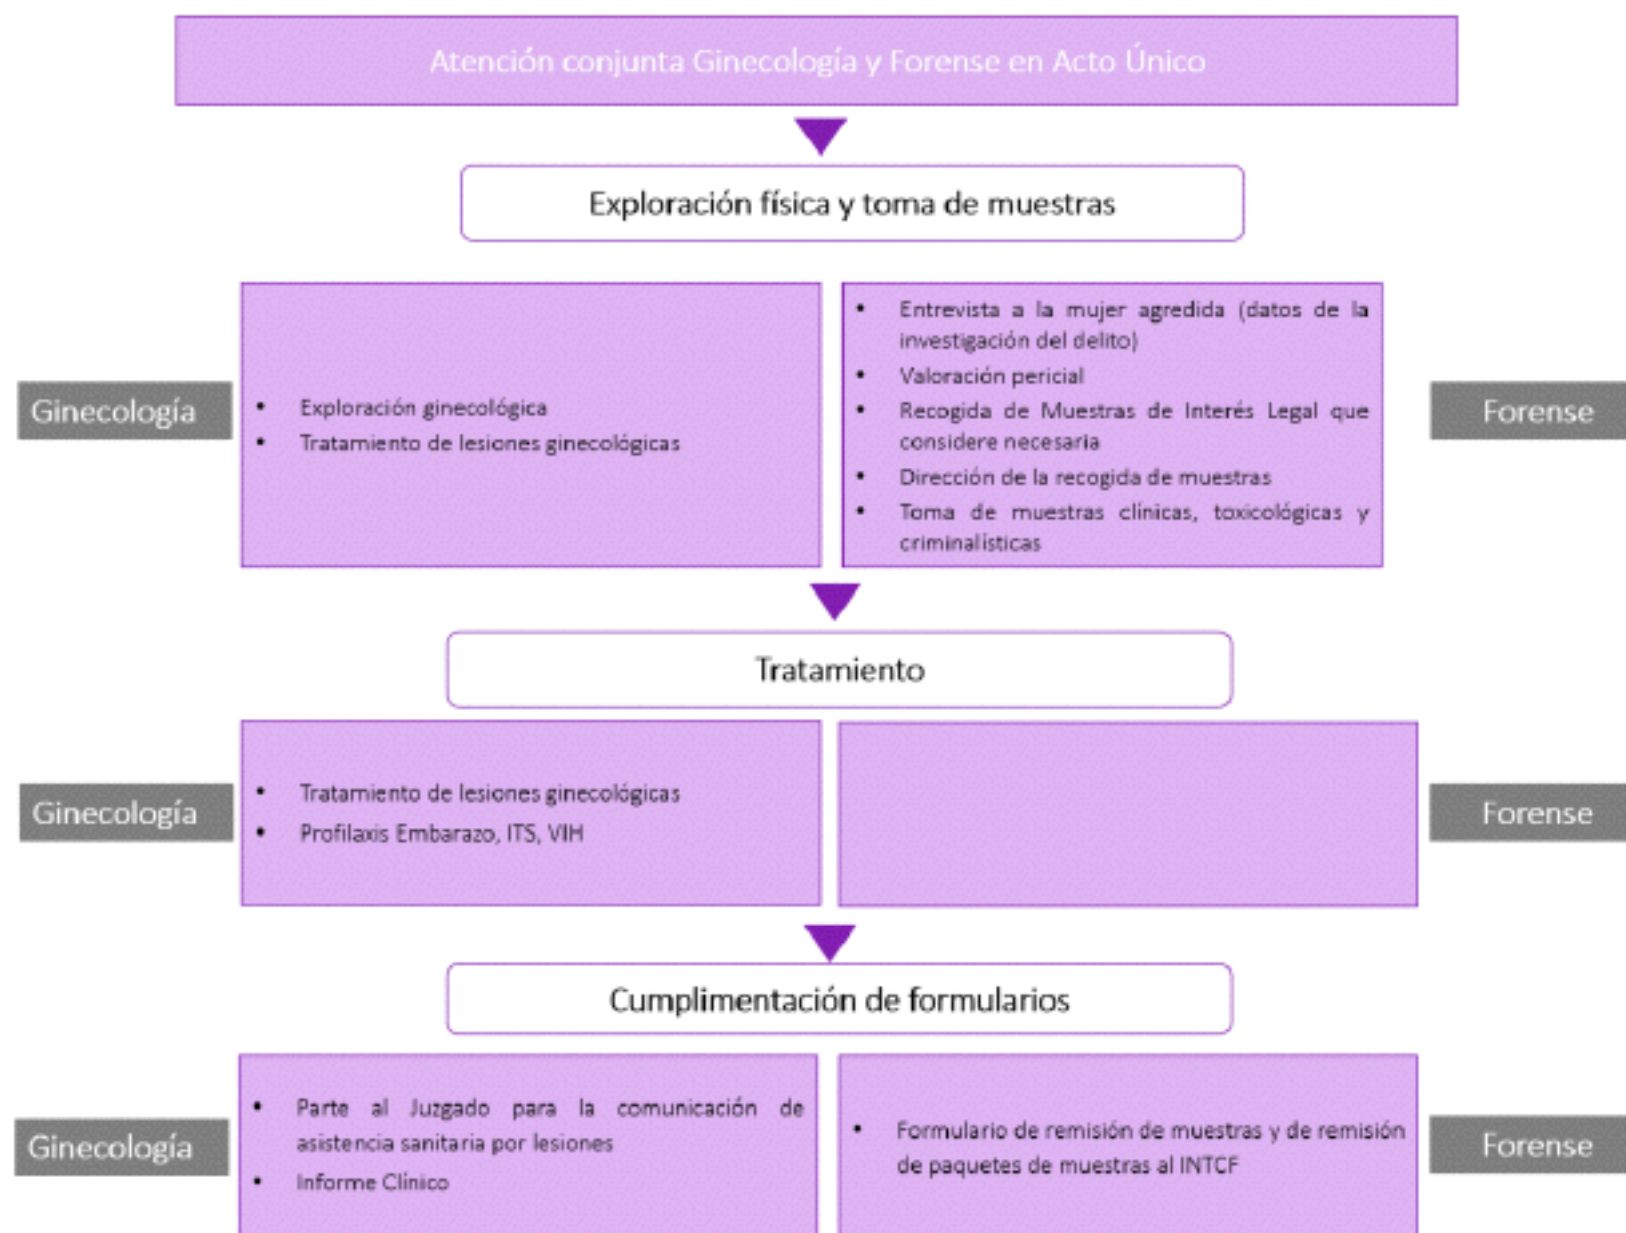 Atención conjunta Ginecología y Forense en Acto Único
Exploración física y toma de muestras
Ginecología
• Exploración ginecológica
• Tratamiento de lesiones ginecológicas
• Entrevista a la mujer agredida (datos de la
investigación del delito)
• Valoración pericial
• Recogida de Muestras de Interés Legal que
considere necesaria
• Dirección de la recogida de muestras
• Toma de muestras clínicas, toxicológicas y
criminalísticas
Forense
Tratamiento
Ginecología
• Tratamiento de lesiones ginecológicas
• Profilaxis Embarazo, ITS, VIH
Forense
Cumplimentación de formularios
Ginecología
• Parte al Juzgado para la comunicación de
asistencia sanitaria por lesiones
• Informe Clínico
• Formulario de remisión de muestras y de remisión
de paquetes de muestras al INTCF
Forense